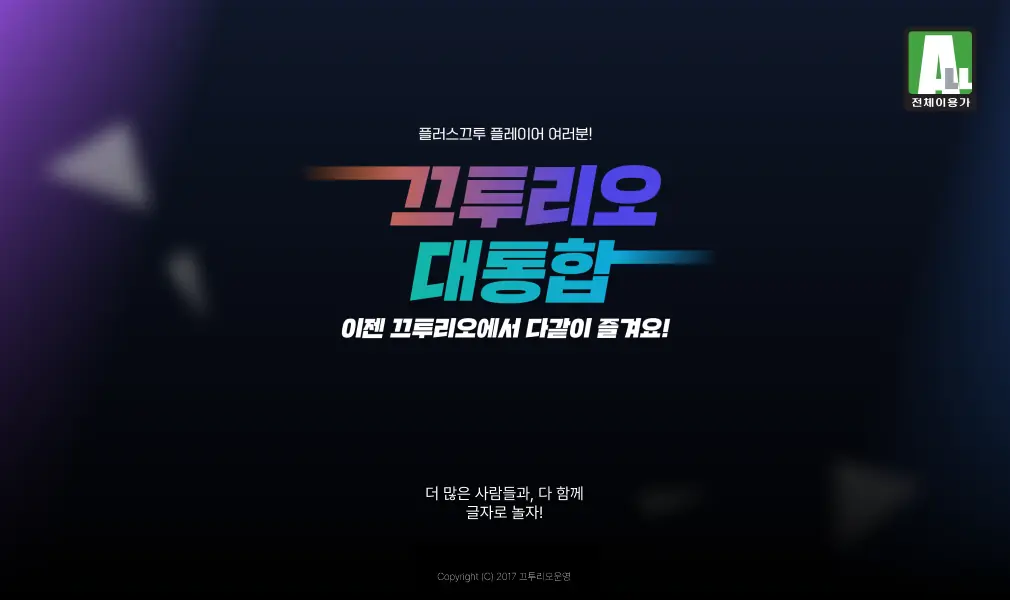 ALL
전체이용가
플러스끄투 플레이어 여러분!
끄투리오
대통합
이젠 끄투리오에서 다같이 즐겨요!
더 많은 사람들과, 다 함께
글자로 놀자!
Copyright (C) 2017 끄투리오운영